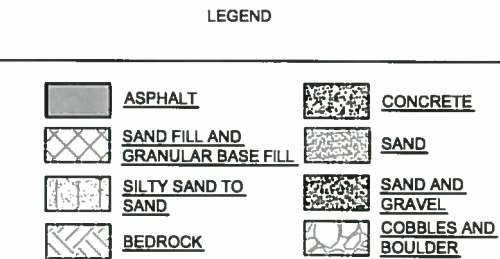 LEGEND
ASPHALT
SAND FILL AND
GRANULAR BASE FILL
SILTY SAND TO
SAND
BEDROCK
CONCRETE
SAND
SAND AND
GRAVEL
COBBLES AND
BOULDER